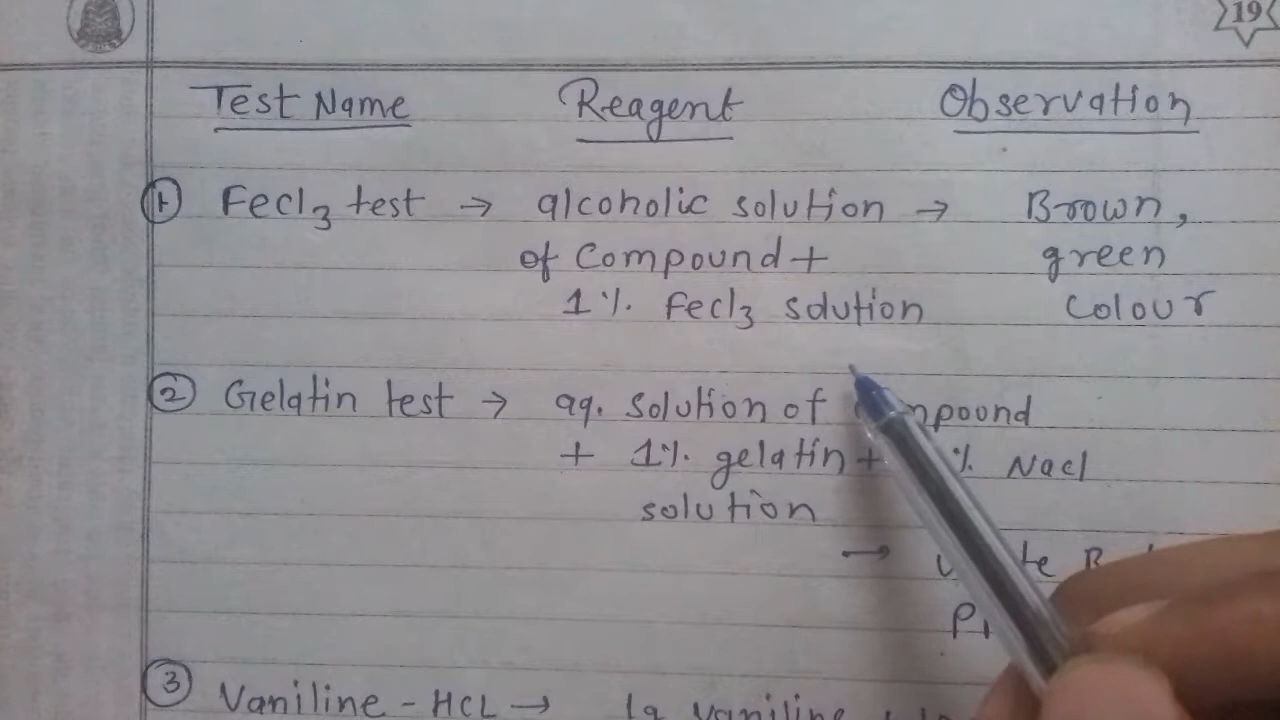 19
Test Name Reagent Observation
1 Fecl3 test → alcoholic solution → Brown,
of compound + green
1% Fecl3 solution colour
2 Gelatin test → aq. solution of
+ 1% gelatin + % Nacl
solution
→
3 Vaniline - HCL → vaniline